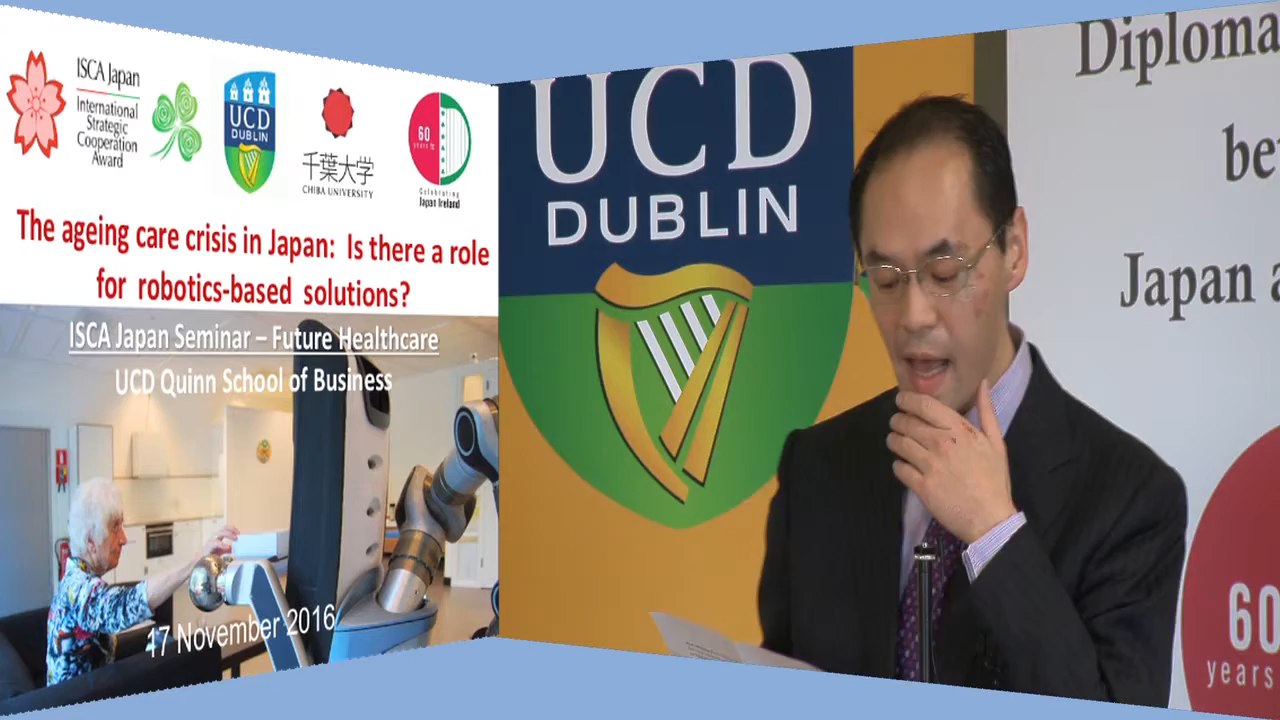 ISCA Japan
International
Strategic
Cooperation
Award
UCD
DUBLIN
千葉大学
CHIBA UNIVERSITY
60
years 年
Celebrating
Japan Ireland
The ageing care crisis in Japan: Is there a role
for robotics-based solutions?
ISCA Japan Seminar – Future Healthcare
UCD Quinn School of Business
17 November 2016
UCD
DUBLIN
Diploma
be
Japan a
60
years